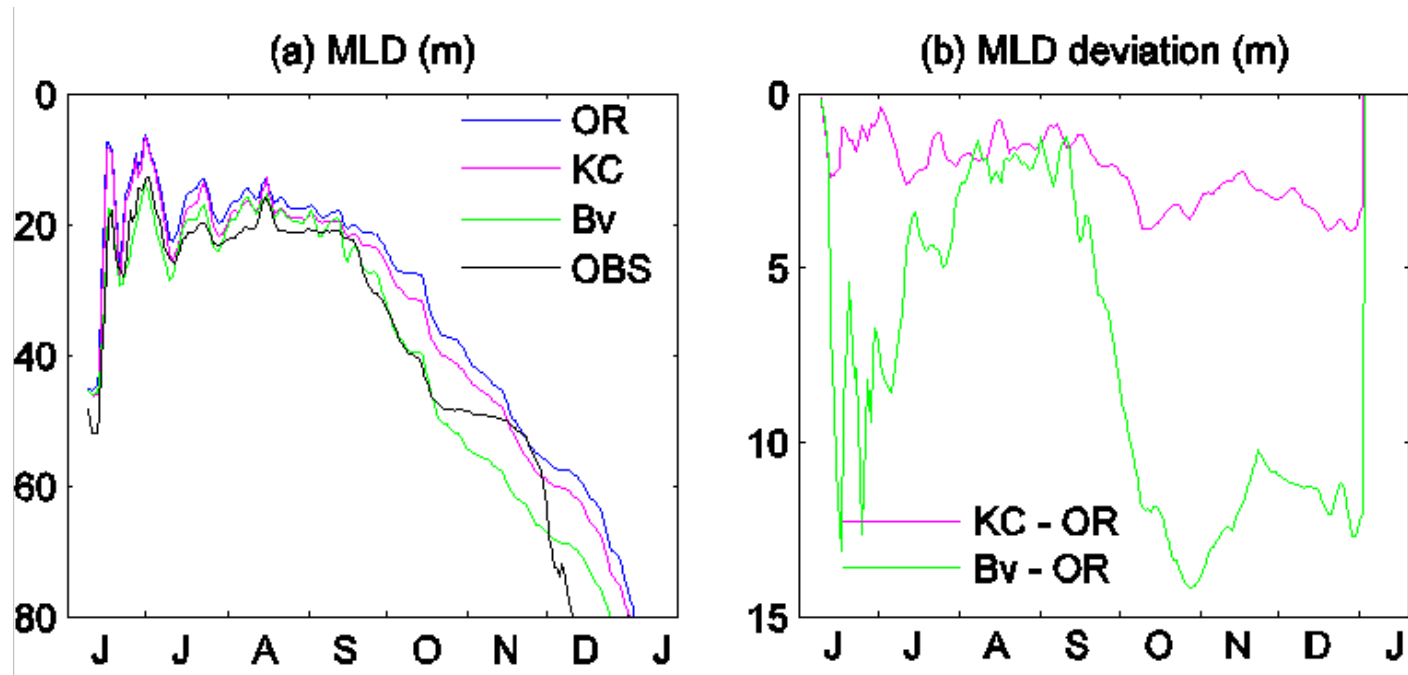 (a) MLD (m)
0
20
40
60
80
OR
KC
Bv
OBS
J J A S O N D J
(b) MLD deviation (m)
0
5
10
15
KC - OR
Bv - OR
J J A S O N D J